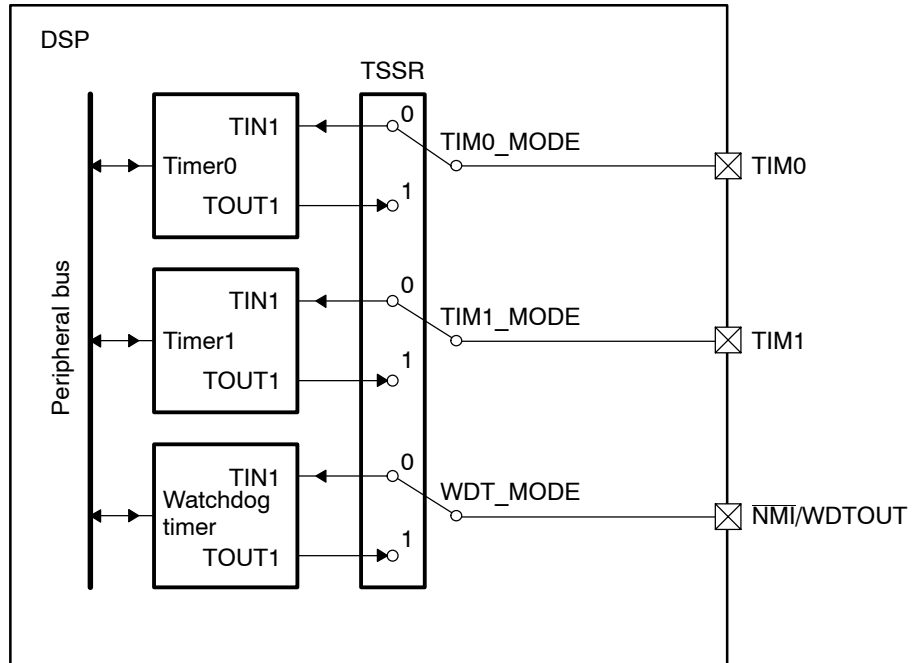 DSP
TSSR
TIN1
0
TIM0_MODE
Timer0
TIM0
TOUT1
1
TIN1
0
TIM1_MODE
Timer1
TIM1
TOUT1
1
Peripheral bus
TIN1
0
WDT_MODE
Watchdog
timer
N̅M̅I̅/WDTOUT
TOUT1
1